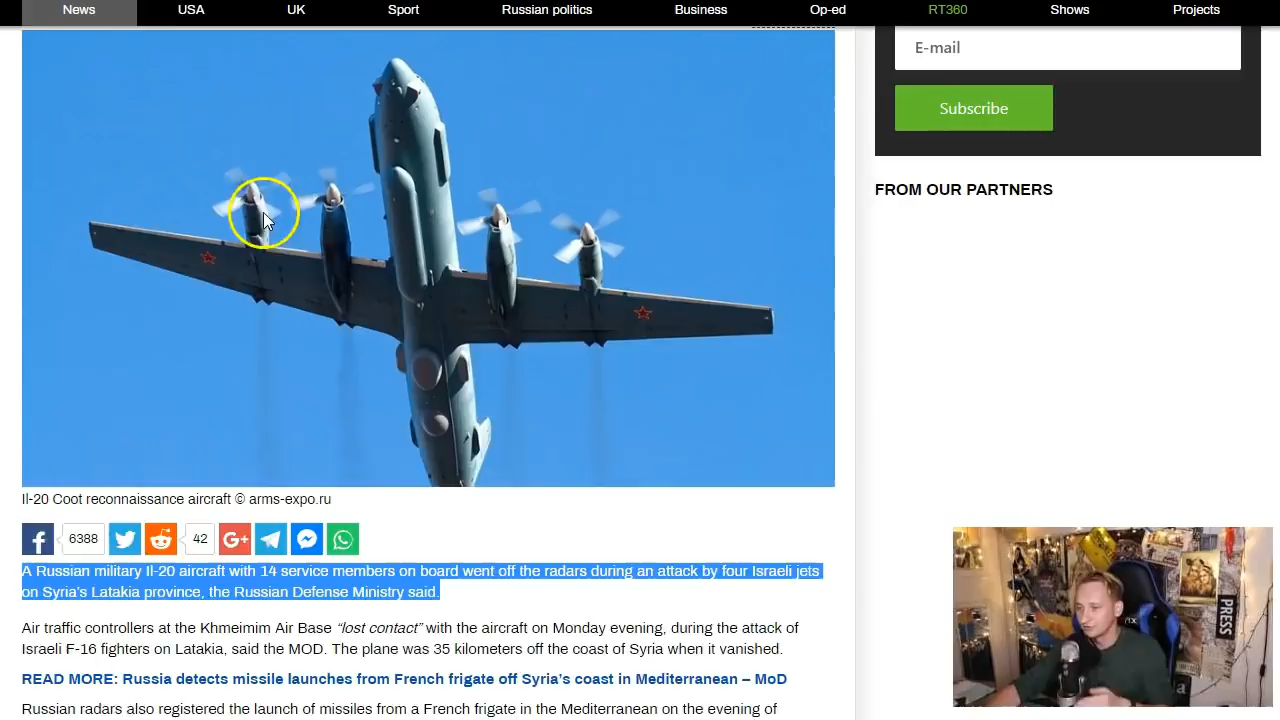 News
USA
UK
Sport
Russian politics
Business
Op-ed
RT360
Shows
Projects
E-mail
Subscribe
FROM OUR PARTNERS
Il-20 Coot reconnaissance aircraft © arms-expo.ru
6388
42
G+
A Russian military Il-20 aircraft with 14 service members on board went off the radars during an attack by four Israeli jets
on Syria's Latakia province, the Russian Defense Ministry said.
Air traffic controllers at the Khmeimim Air Base “lost contact” with the aircraft on Monday evening, during the attack of
Israeli F-16 fighters on Latakia, said the MOD. The plane was 35 kilometers off the coast of Syria when it vanished.
READ MORE: Russia detects missile launches from French frigate off Syria’s coast in Mediterranean – MoD
Russian radars also registered the launch of missiles from a French frigate in the Mediterranean on the evening of
PRESS